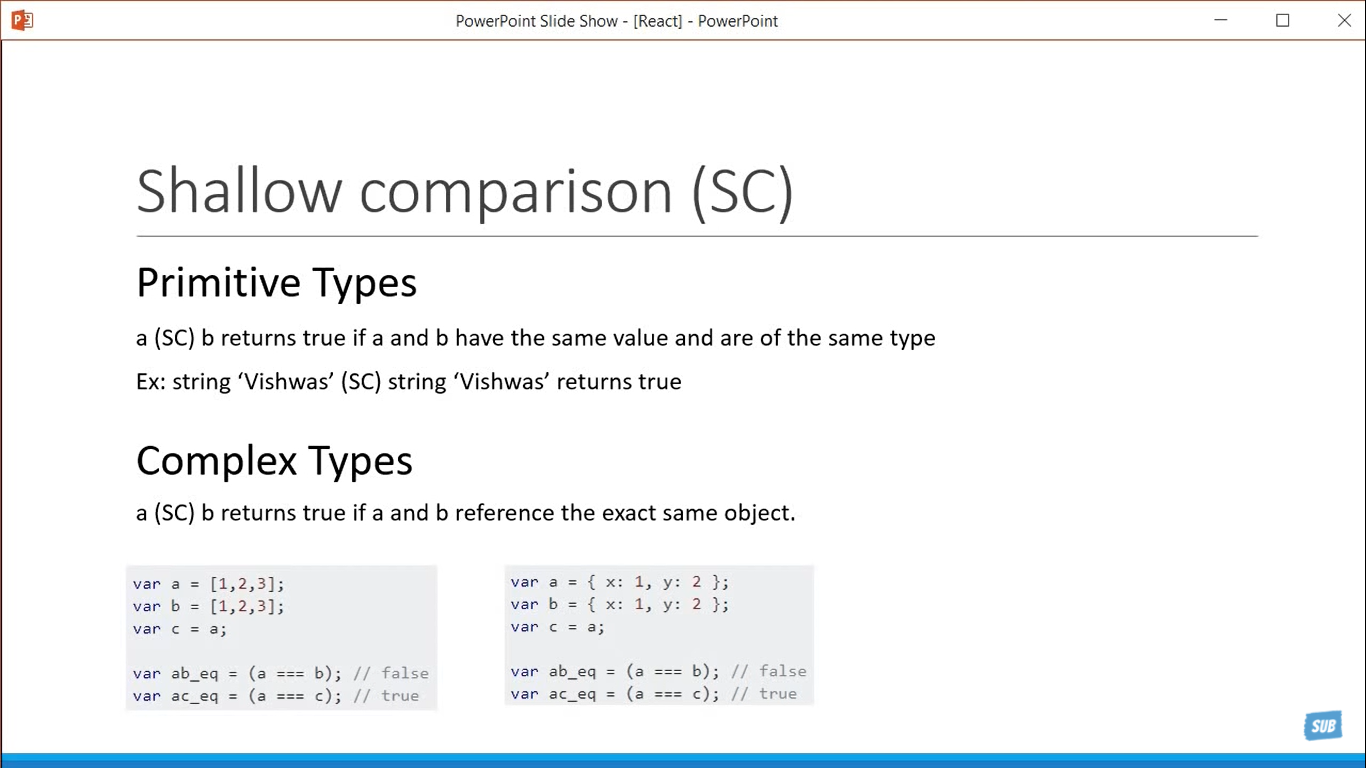 PowerPoint Slide Show - [React] - PowerPoint
Shallow comparison (SC)
Primitive Types
a (SC) b returns true if a and b have the same value and are of the same type
Ex: string ‘Vishwas’ (SC) string ‘Vishwas’ returns true
Complex Types
a (SC) b returns true if a and b reference the exact same object.
var a = [1,2,3];
var b = [1,2,3];
var c = a;
var ab_eq = (a === b); // false
var ac_eq = (a === c); // true
var a = { x: 1, y: 2 };
var b = { x: 1, y: 2 };
var c = a;
var ab_eq = (a === b); // false
var ac_eq = (a === c); // true
SUB